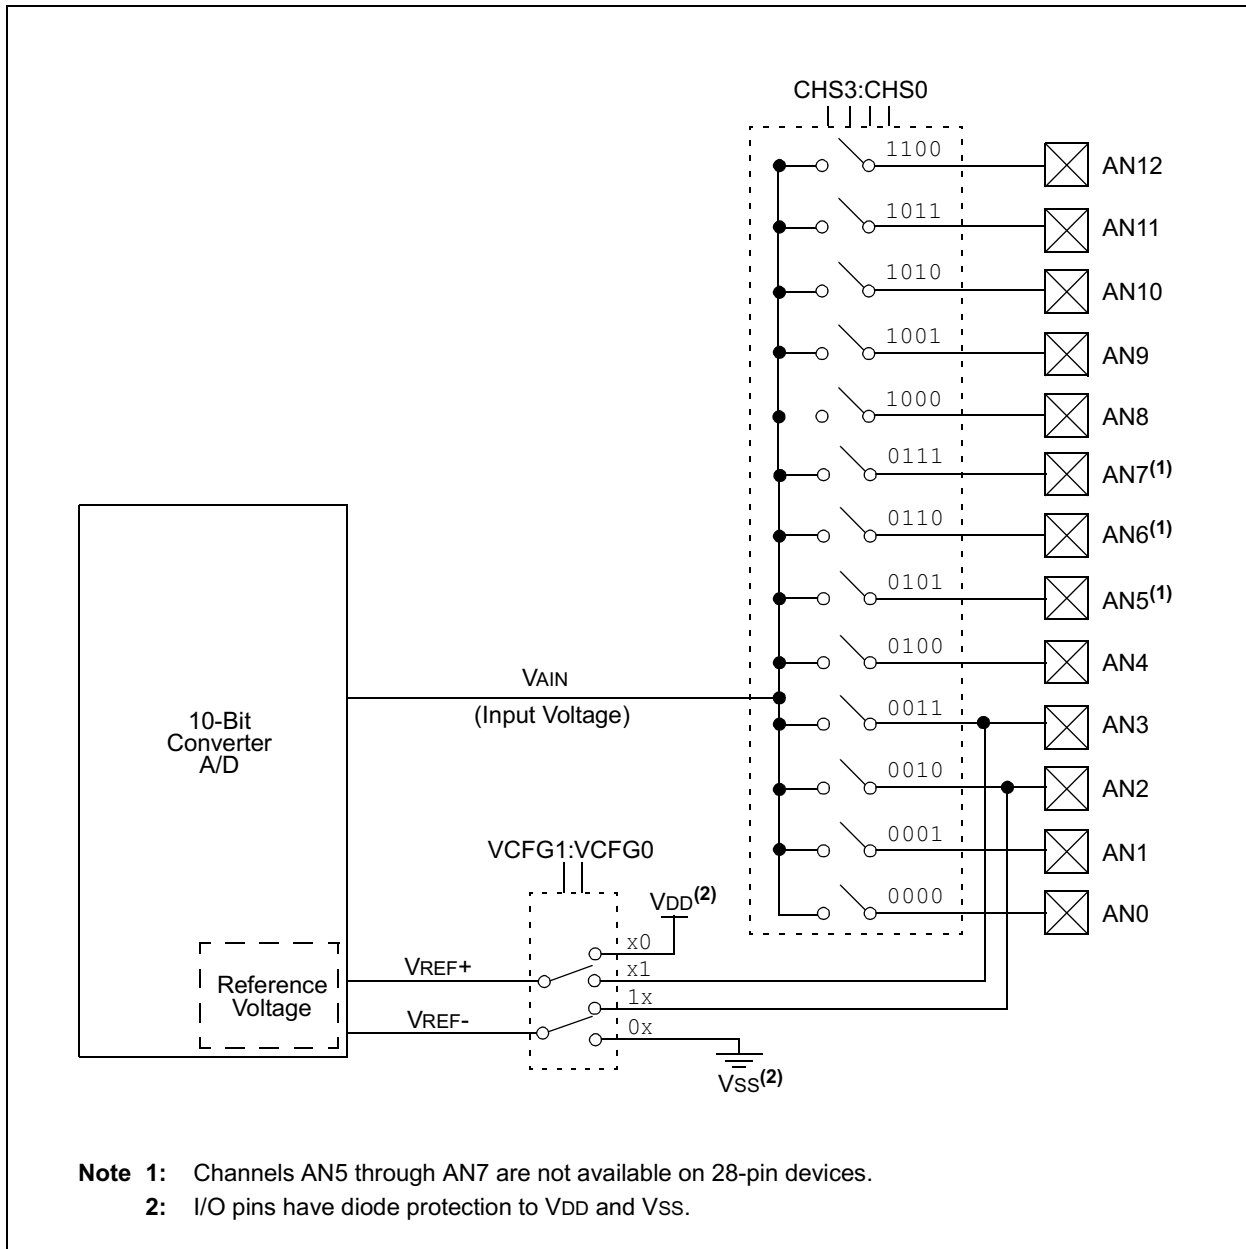 CHS3:CHS0
1100
AN12
1011
AN11
1010
AN10
1001
AN9
1000
AN8
0111
AN7(1)
0110
AN6(1)
0101
AN5(1)
0100
AN4
VAIN
(Input Voltage)
0011
AN3
10-Bit
Converter
A/D
0010
AN2
0001
AN1
VCFG1:VCFG0
0000
AN0
VDD(2)
x0
VREF+
x1
Reference
Voltage
1x
VREF-
0x
VSS(2)
Note 1: Channels AN5 through AN7 are not available on 28-pin devices.
2: I/O pins have diode protection to VDD and VSS.